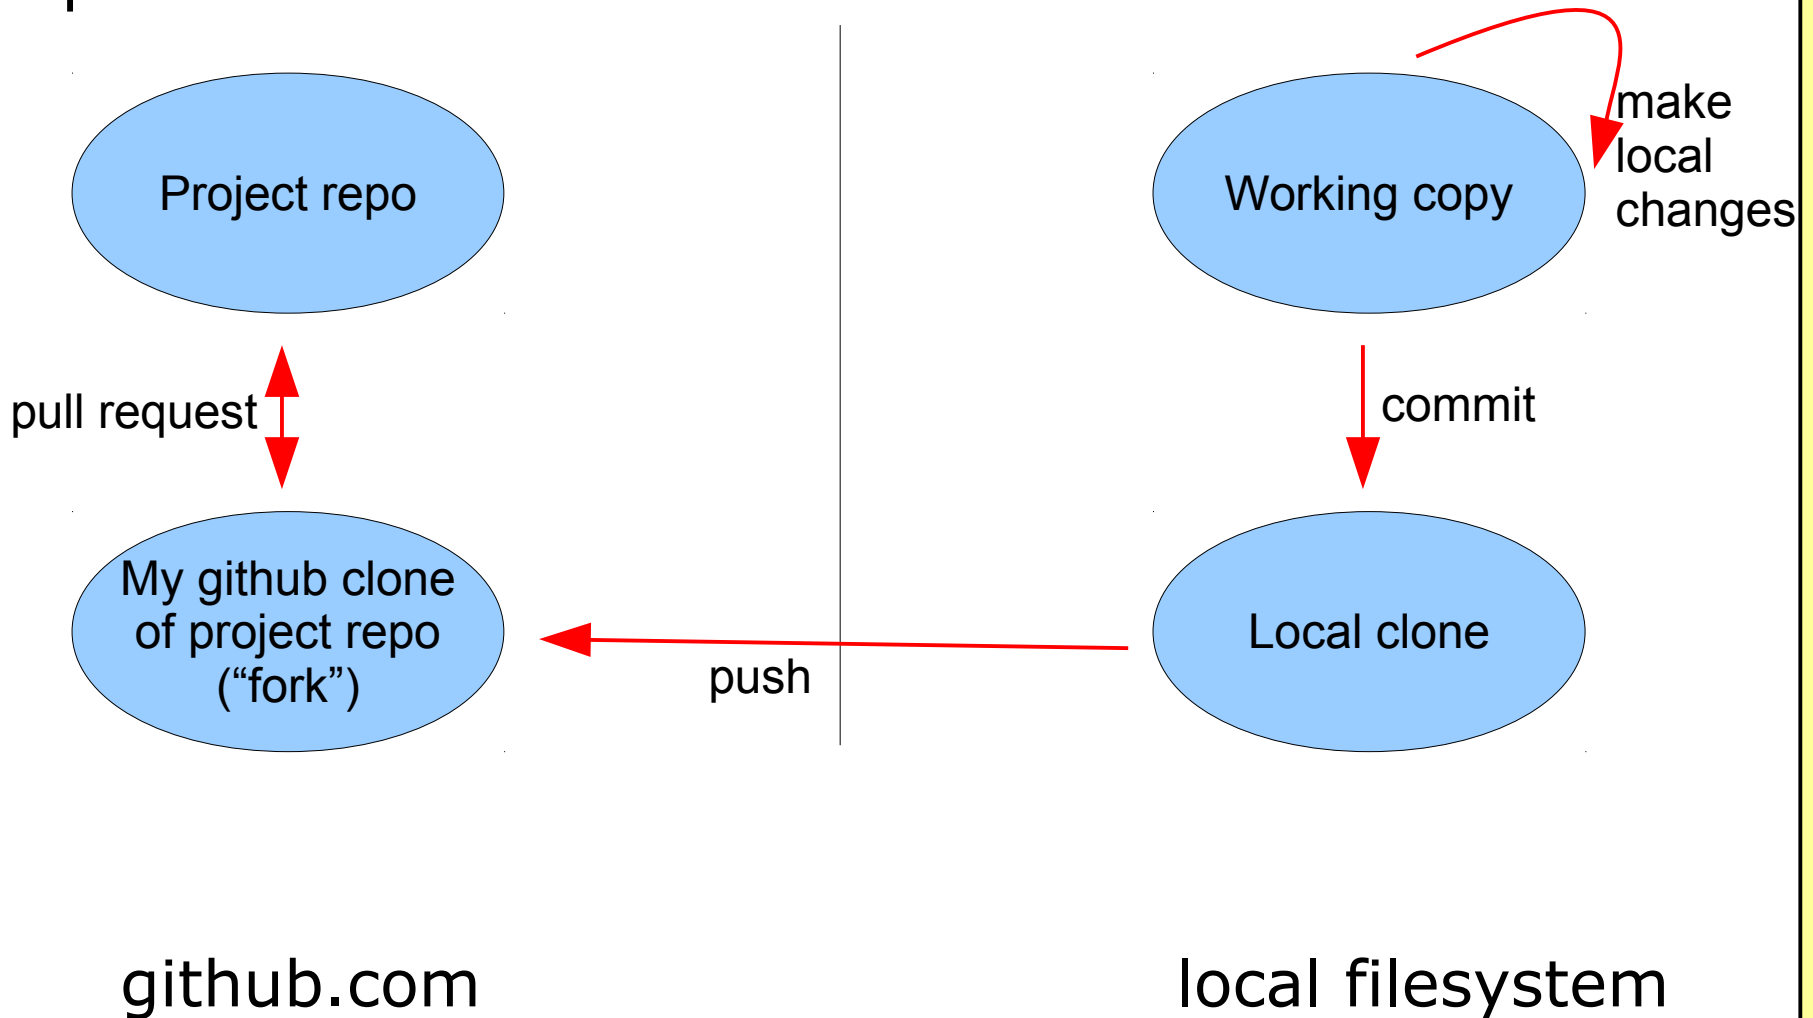 Project repo
Working copy
make
local
changes
pull request
commit
My github clone
of project repo
(“fork”)
Local clone
push
github.com
local filesystem